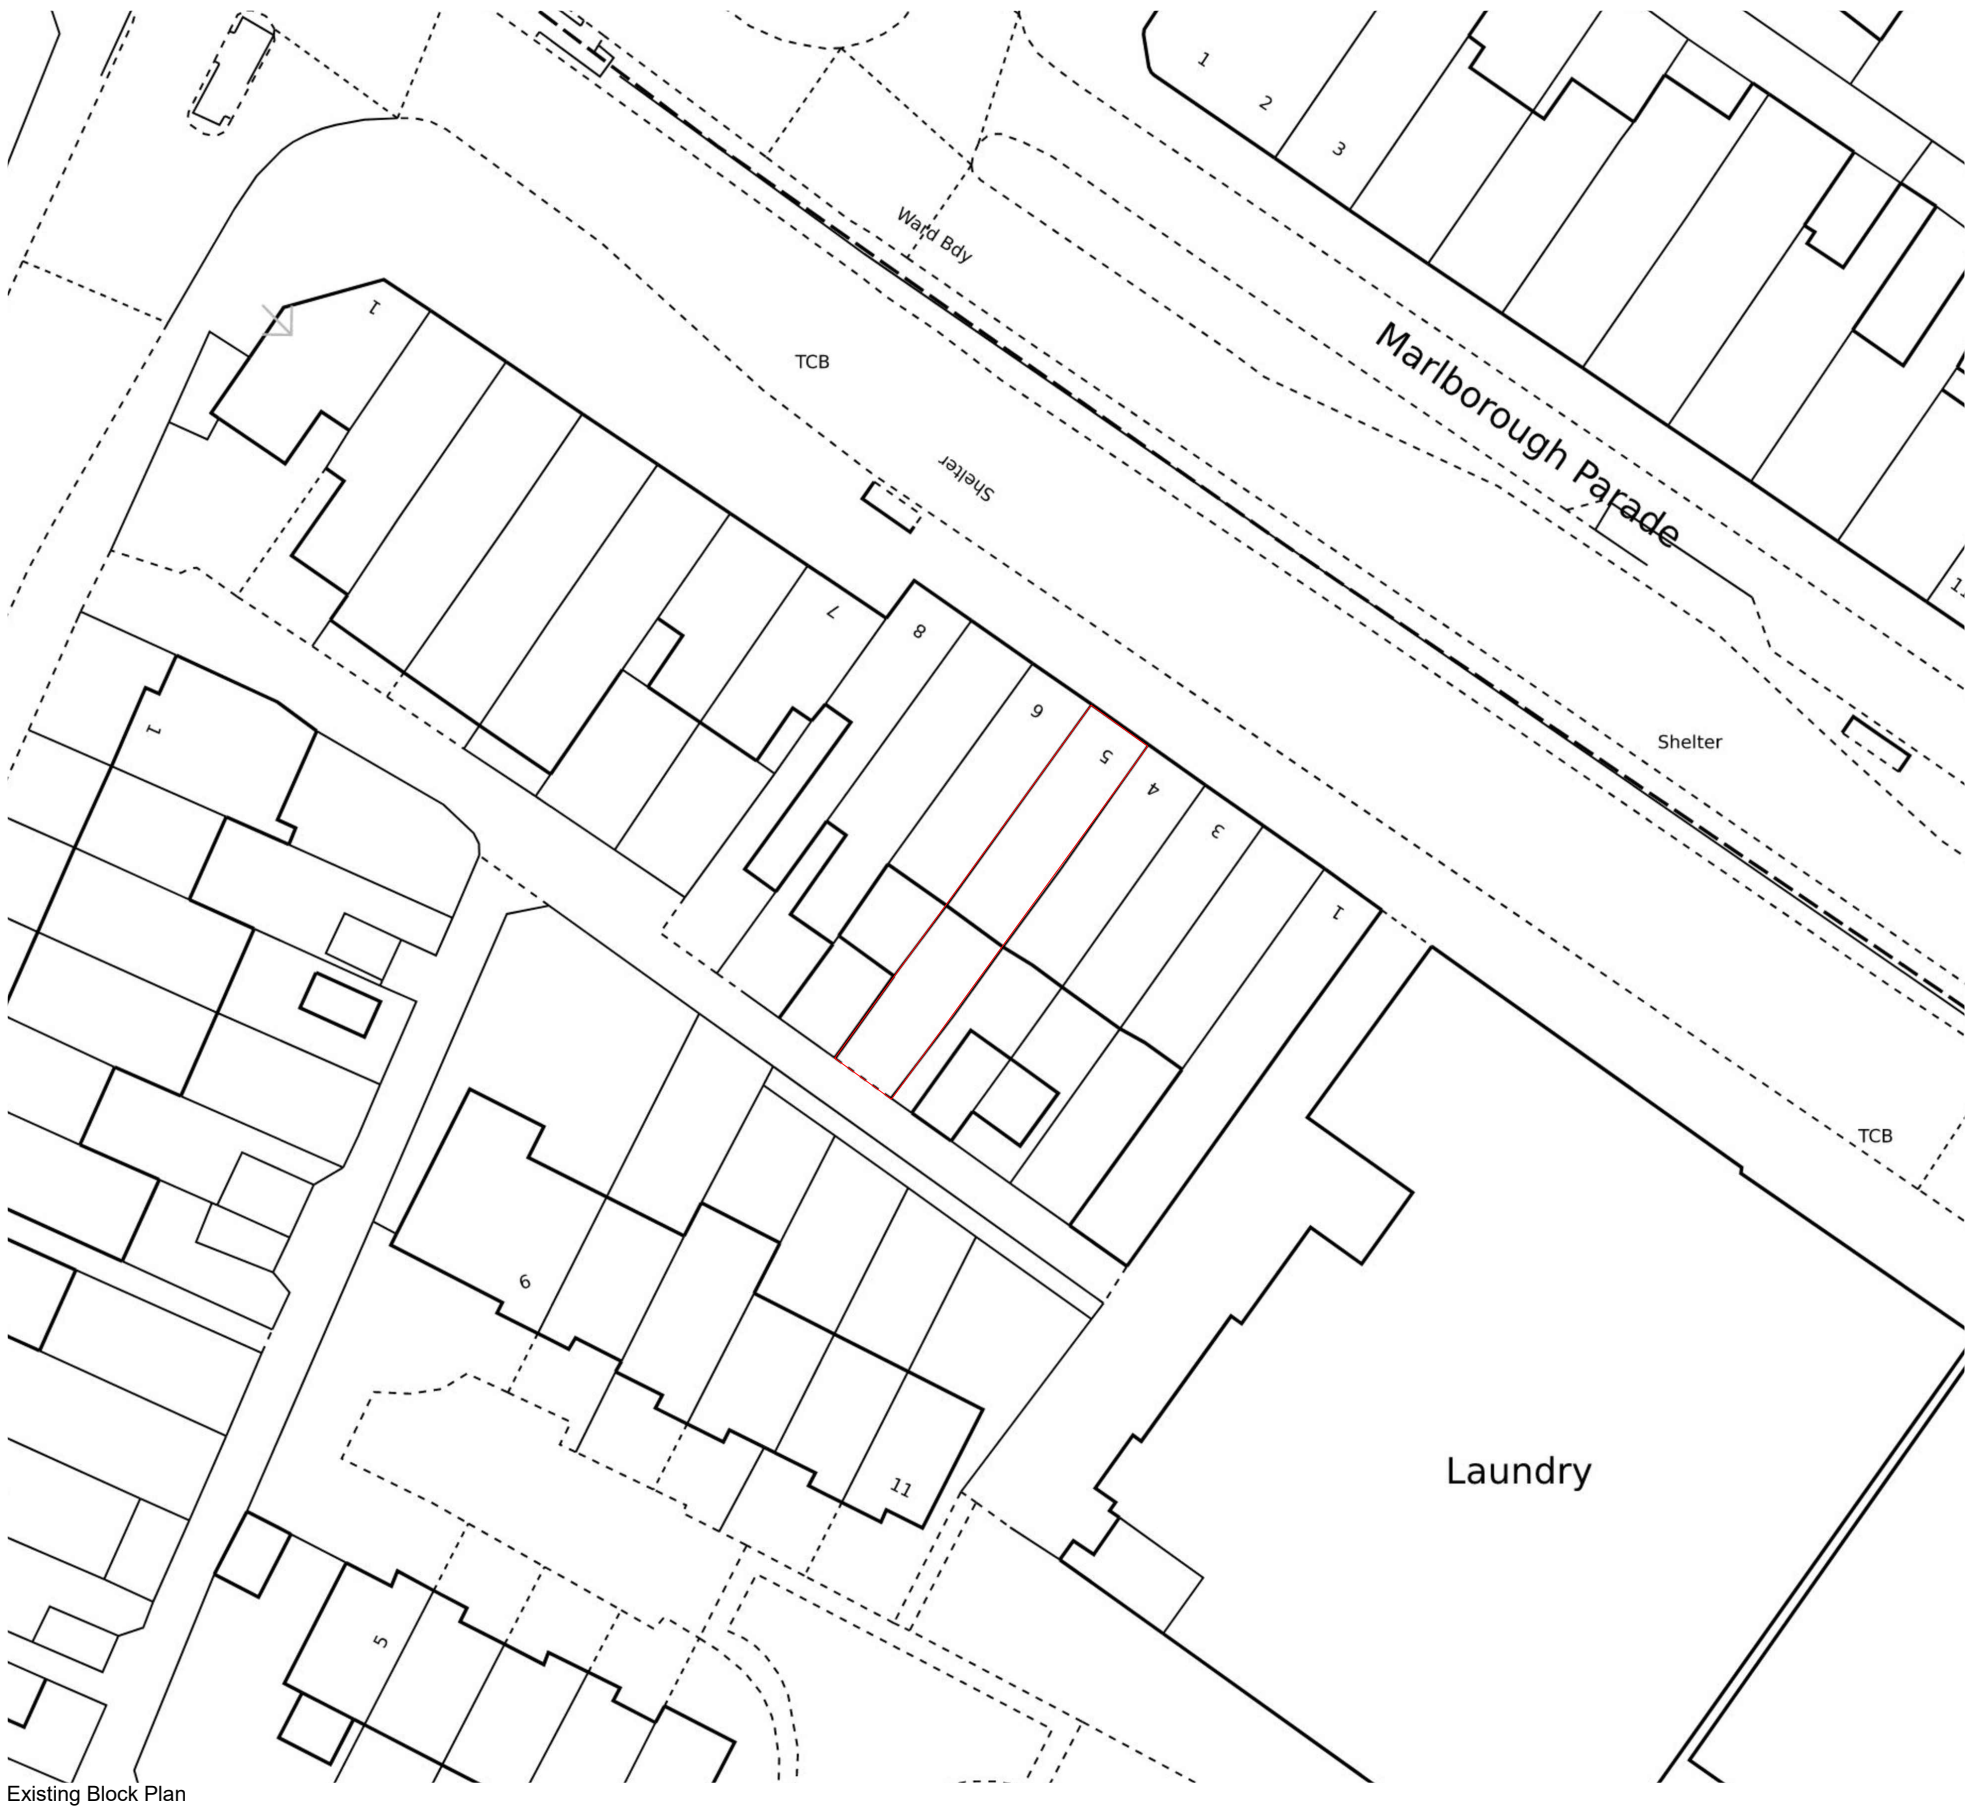 1
2
3
Ward Bdy
1
TCB
Marlborough Parade
Shelter
7
8
6
5
4
3
1
Shelter
1
TCB
6
11
Laundry
5
Existing Block Plan